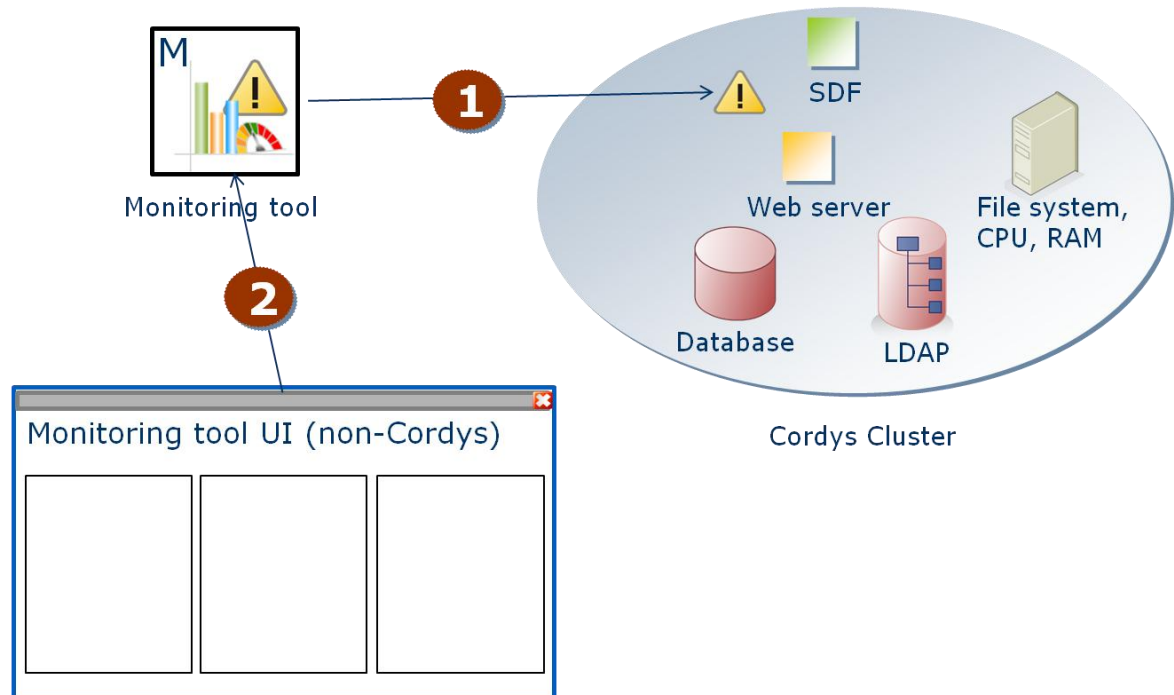 M
1
SDF
Monitoring tool
Web server
File system,
CPU, RAM
2
Database
LDAP
Monitoring tool UI (non-Cordys)
Cordys Cluster